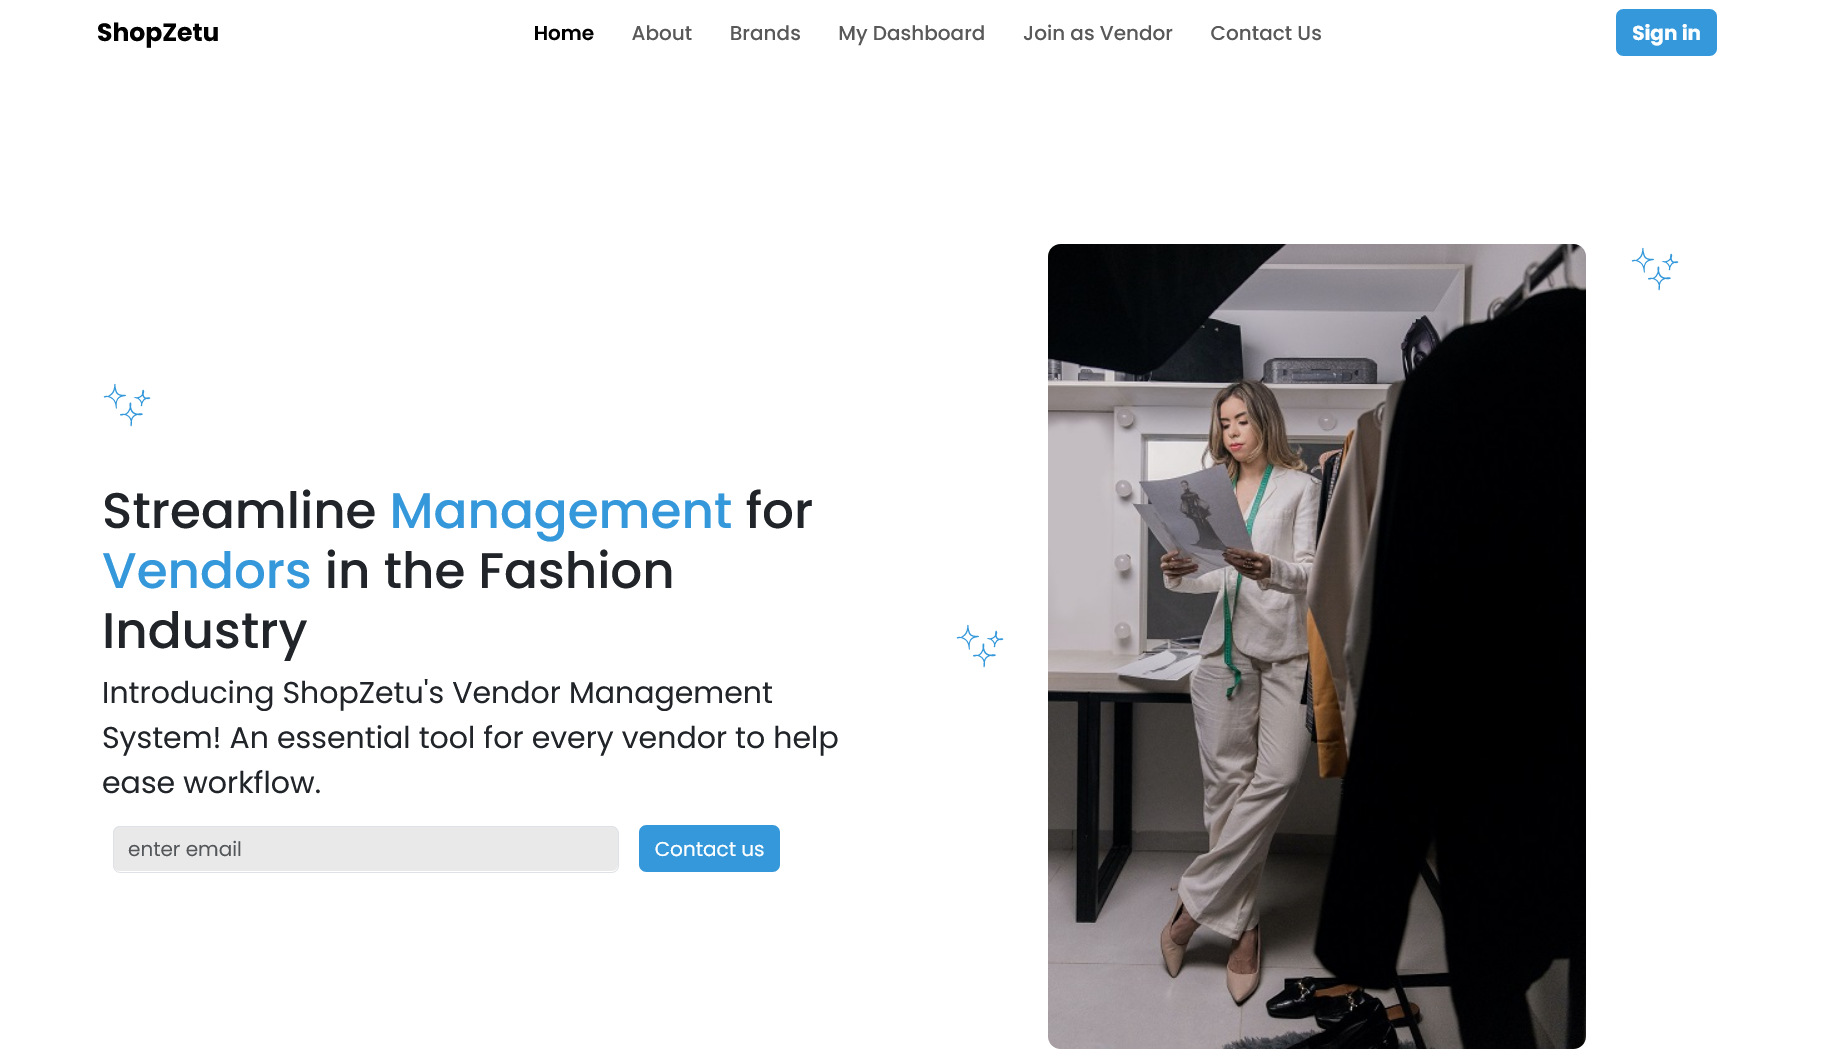 ShopZetu
Home About Brands My Dashboard Join as Vendor Contact Us
Sign in
Streamline Management for
Vendors in the Fashion
Industry
Introducing ShopZetu's Vendor Management
System! An essential tool for every vendor to help
ease workflow.
enter email
Contact us